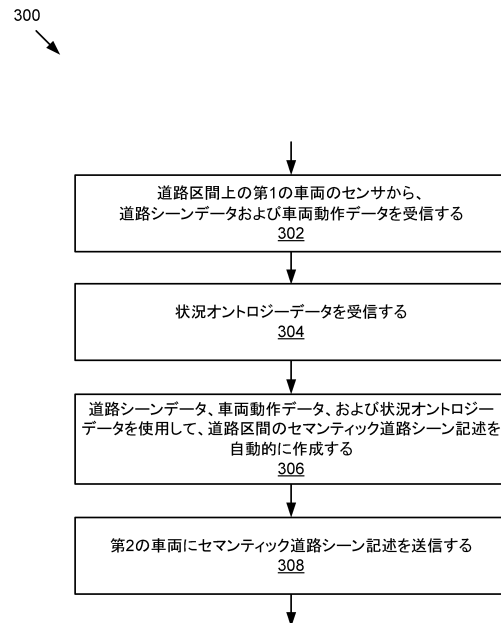 300
道路区間上の第1の車両のセンサから、
道路シーンデータおよび車両動作データを受信する
302
状況オントロジーデータを受信する
304
道路シーンデータ、車両動作データ、および状況オントロジー
データを使用して、道路区間のセマンティック道路シーン記述を
自動的に作成する
306
第2の車両にセマンティック道路シーン記述を送信する
308